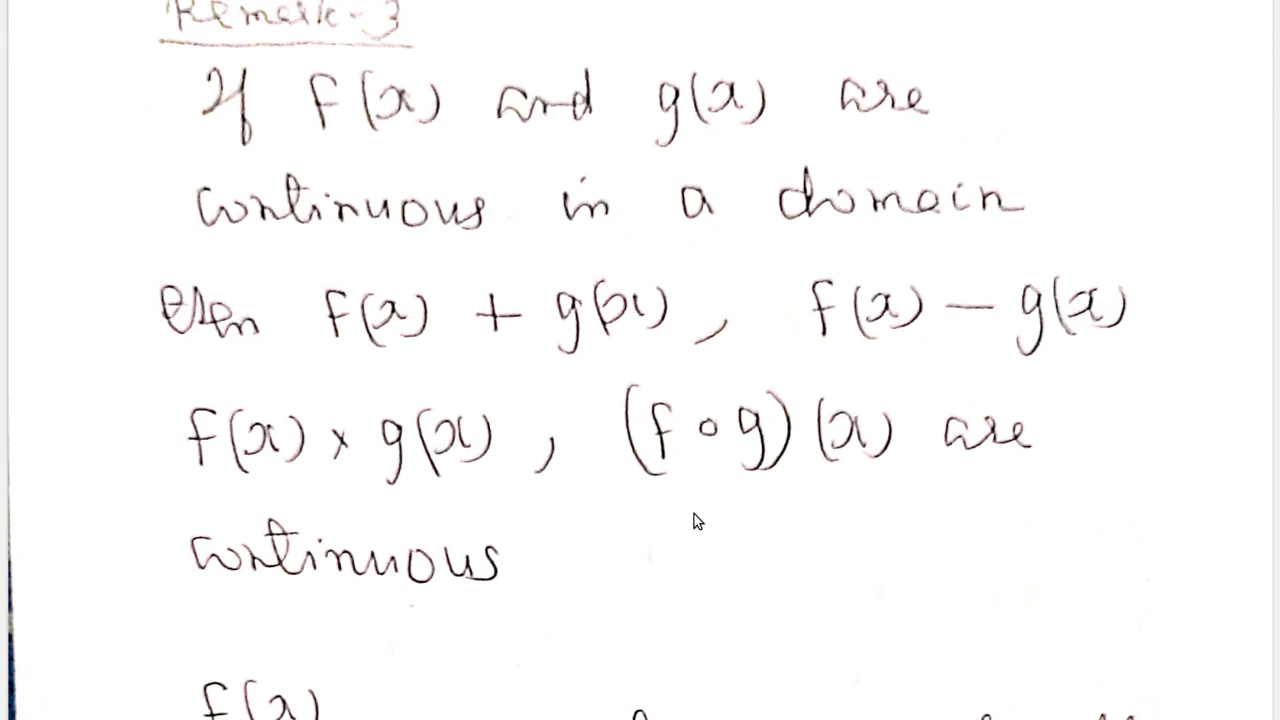 Remark-3
If f(x) and g(x) are
continuous in a domain
then f(x) + g(x), f(x) - g(x)
f(x) × g(x), (f∘g)(x) are
continuous
f(x)